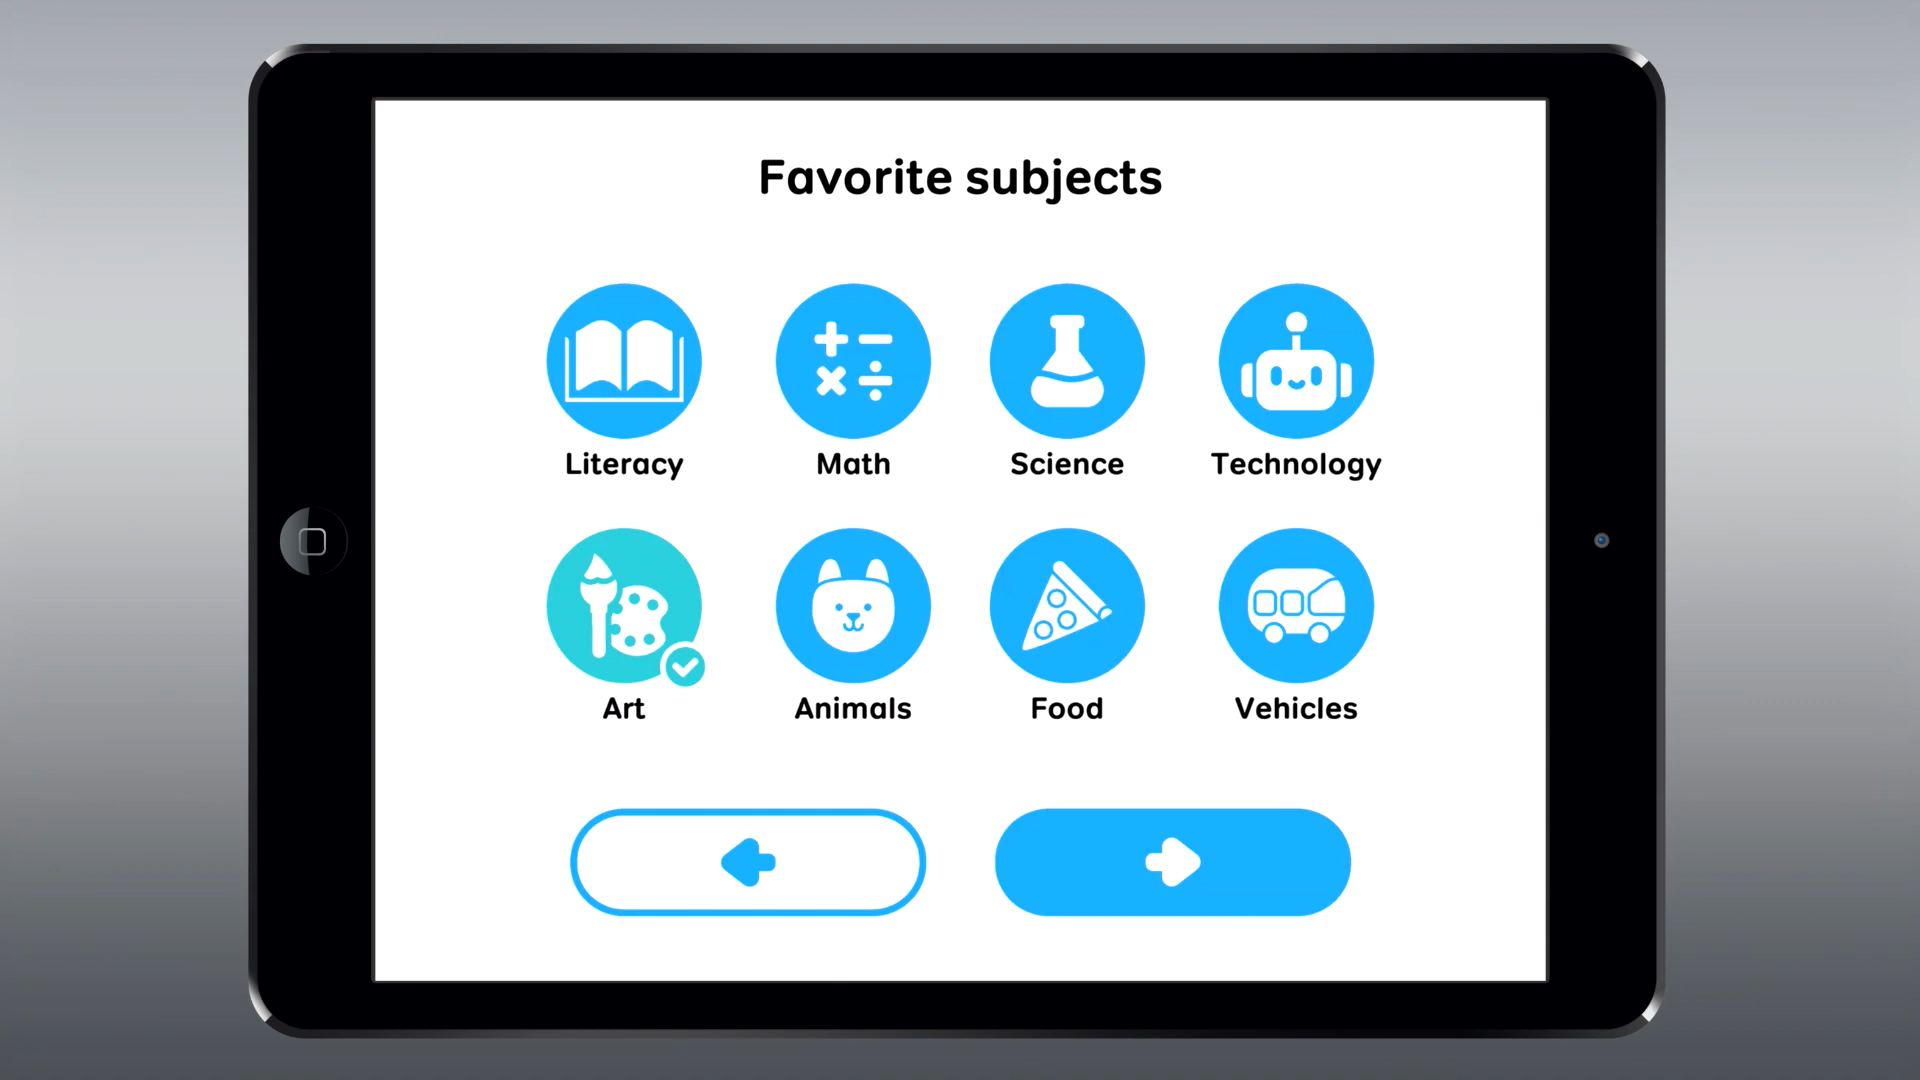 Favorite subjects
Literacy
Math
Science
Technology
Art
Animals
Food
Vehicles